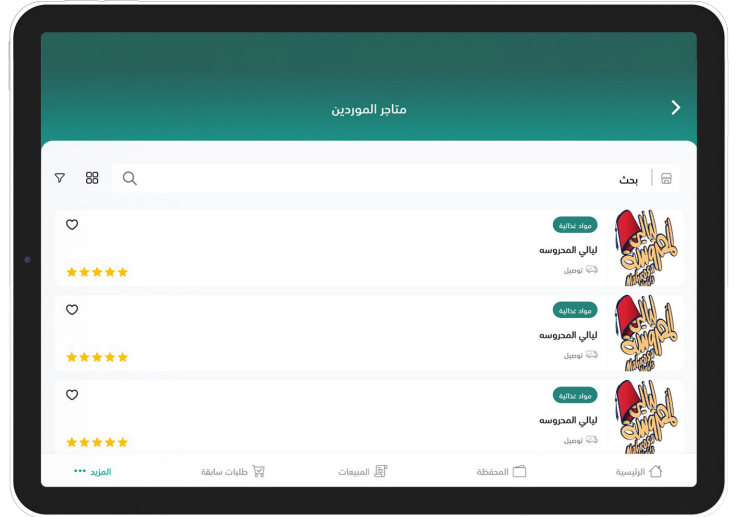 متاجر الموردين
بحث
مواد غذائية
ليالي المحروسه
توصيل
مواد غذائية
ليالي المحروسه
توصيل
مواد غذائية
ليالي المحروسه
توصيل
الرئيسية
المحفظة
المبيعات
طلبات سابقة
المزيد